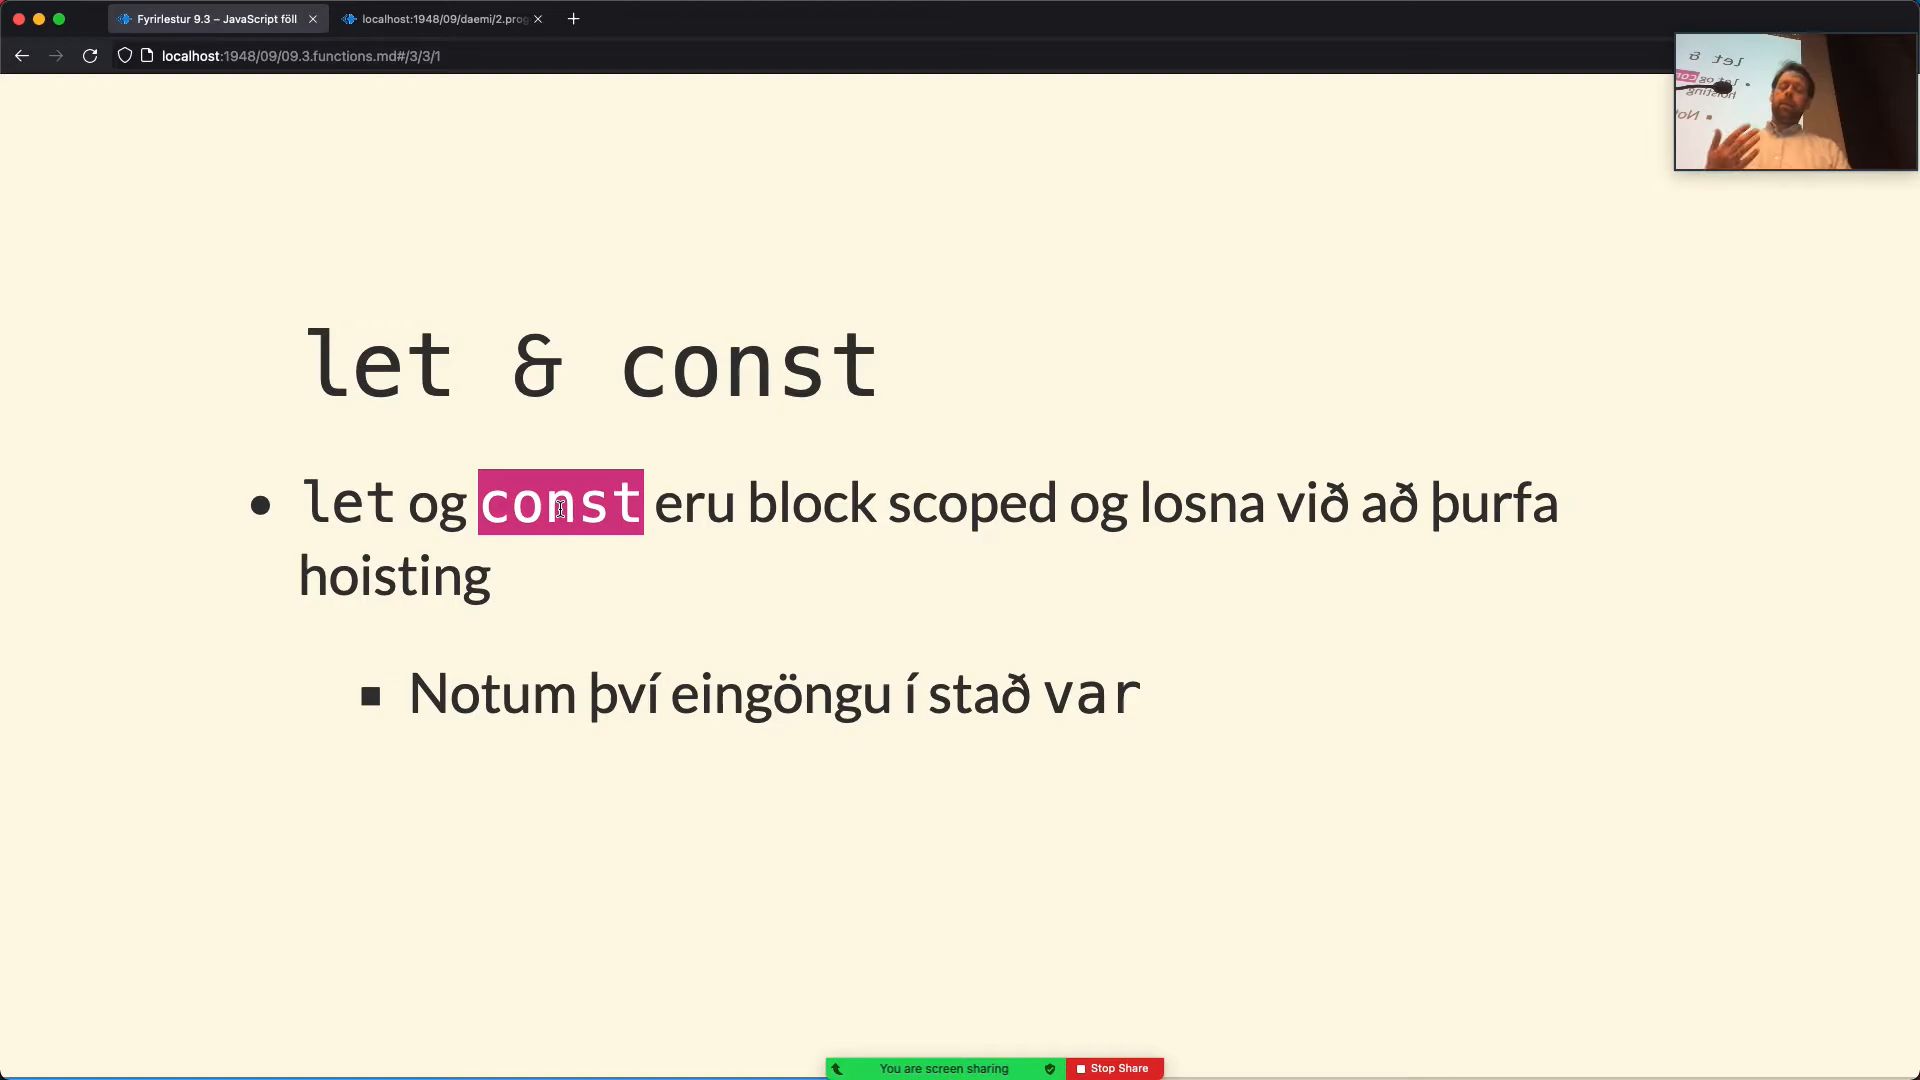 Fyrirlestur 9.3 – JavaScript föll
localhost:1948/09/daemi/2.prog
localhost:1948/09/09.3.functions.md#/3/3/1
let & const
let og const eru block scoped og losna við að þurfa
hoisting
Notum því eingöngu í stað var
let &
hoisting
You are screen sharing
Stop Share